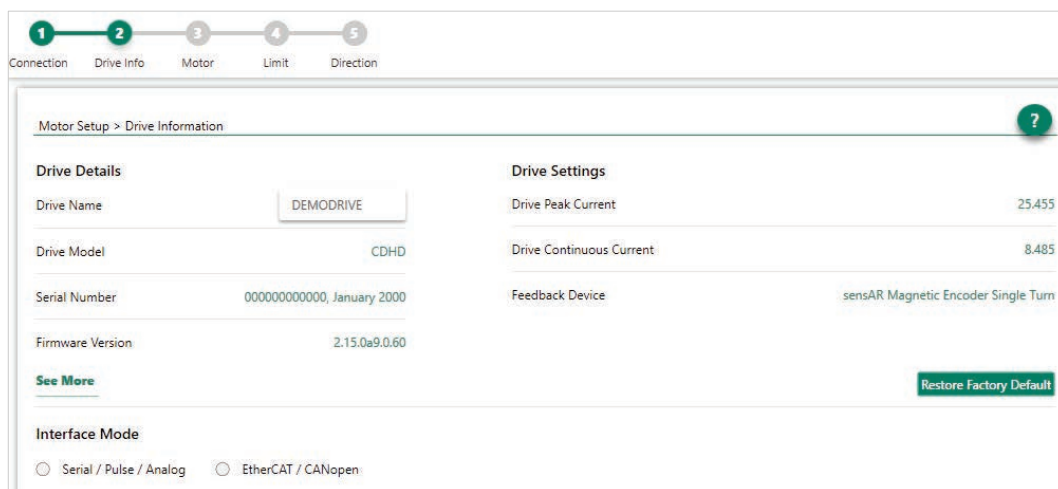 1 2 3 4 5
Connection Drive Info Motor Limit Direction
Motor Setup > Drive Information ?
Drive Details Drive Settings
Drive Name DEMODRIVE Drive Peak Current 25.455
Drive Model CDHD Drive Continuous Current 8.485
Serial Number 000000000000, January 2000 Feedback Device sensAR Magnetic Encoder Single Turn
Firmware Version 2.15.0a9.0.60
See More Restore Factory Default
Interface Mode
Serial / Pulse / Analog EtherCAT / CANopen